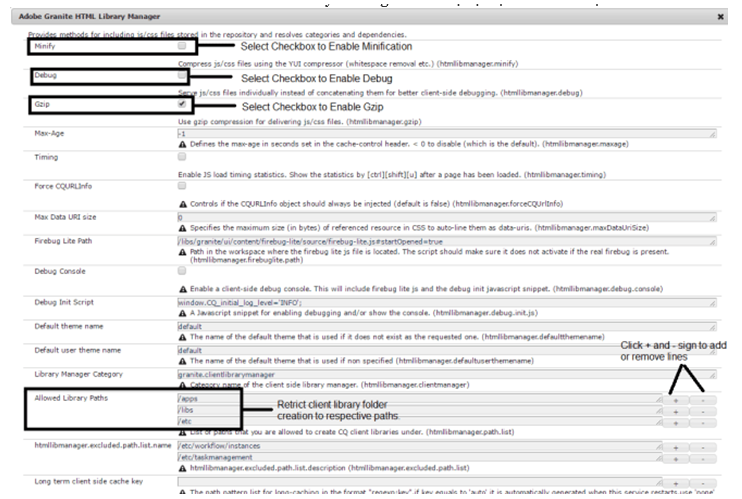 Adobe Granite HTML Library Manager
Provides methods for including js/css files stored in the repository and resolves categories and dependencies.
Minify
Select Checkbox to Enable Minification
Compress js/css files using the YUI compressor (whitespace removal etc.) (htmllibmanager.minify)
Debug
Select Checkbox to Enable Debug
Serve js/css files individually instead of concatenating them for better client-side debugging. (htmllibmanager.debug)
Gzip
Select Checkbox to Enable Gzip
Use gzip compression for delivering js/css files. (htmllibmanager.gzip)
Max-Age
-1
Defines the max-age in seconds set in the cache-control header. < 0 to disable (which is the default). (htmllibmanager.maxage)
Timing
Enable JS load timing statistics. Show the statistics by [ctrl][shift][u] after a page has been loaded. (htmllibmanager.timing)
Force CQURLInfo
Controls if the CQURLInfo object should always be injected (default is false) (htmllibmanager.forceCQUrlInfo)
Max Data URI size
0
Specifies the maximum size (in bytes) of referenced resource in CSS to auto-line them as data-uris. (htmllibmanager.maxDataUriSize)
Firebug Lite Path
/libs/granite/ui/content/firebug-lite/source/firebug-lite.js#startOpened=true
Path in the workspace where the firebug lite js file is located. The script should make sure it does not activate if the real firebug is present.
(htmllibmanager.firebuglite.path)
Debug Console
Enable a client-side debug console. This will include firebug lite js and the debug init javascript snippet. (htmllibmanager.debug.console)
Debug Init Script
window.CQ_initial_log_level='INFO';
A Javascript snippet for enabling debugging and/or show the console. (htmllibmanager.debug.init.js)
Default theme name
default
The name of the default theme that is used if it does not exist as the requested one. (htmllibmanager.defaultthemename)
Default user theme name
default
The name of the default theme that is used if non specified (htmllibmanager.defaultuserthemename)
Click + and - sign to add
or remove lines
Library Manager Category
granite.clientlibrarymanager
Category name of the client side library manager. (htmllibmanager.clientmanager)
Allowed Library Paths
/apps
+ -
/libs
+ -
/etc
+ -
Retrict client library folder
creation to respective paths.
List of paths that you are allowed to create CQ client libraries under. (htmllibmanager.path.list)
htmllibmanager.excluded.path.list.name
/etc/workflow/instances
+ -
/etc/taskmanagement
+ -
htmllibmanager.excluded.path.list.description (htmllibmanager.excluded.path.list)
Long term client side cache key
+ -
The path pattern list for long-caching in the format "regexp;key" if key equals to 'auto' it is automatically generated when this service restarts use 'none'